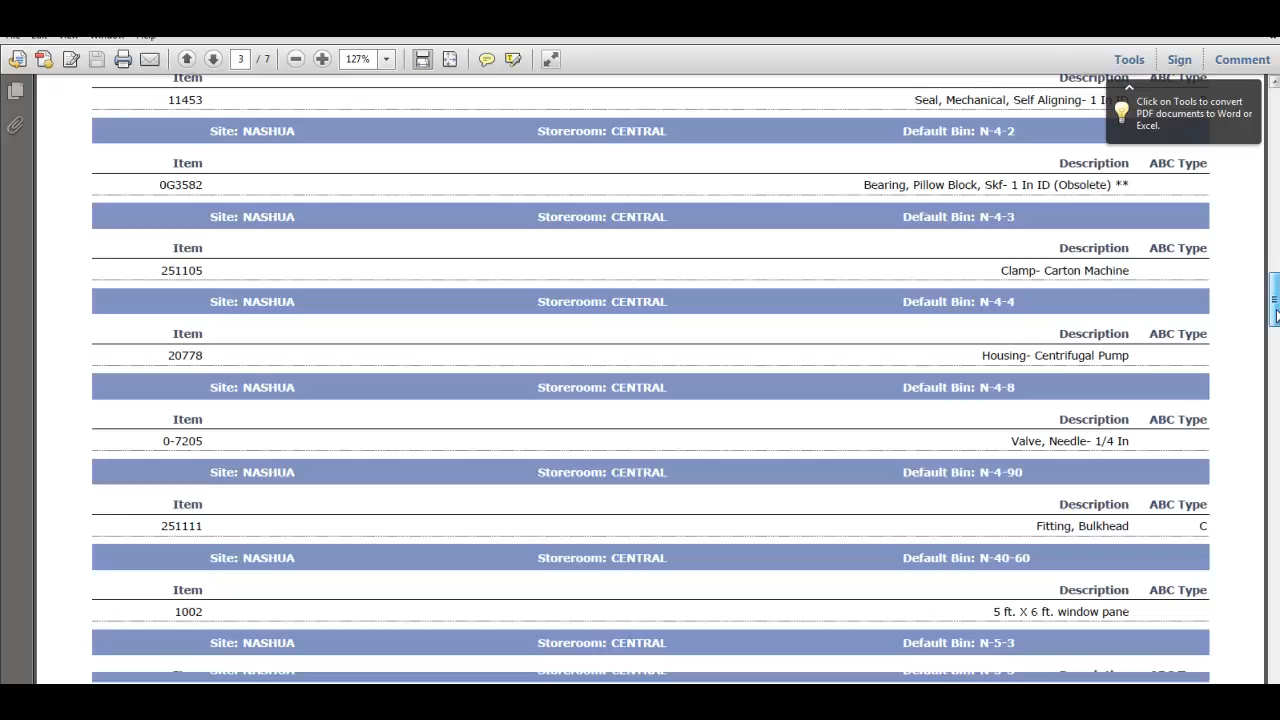 3 / 7 127% Tools Sign Comment
Item Description ABC Type
11453 Seal, Mechanical, Self Aligning- 1 In
Click on Tools to convert
PDF documents to Word or
Excel.
Site: NASHUA Storeroom: CENTRAL Default Bin: N-4-2
Item Description ABC Type
0G3582 Bearing, Pillow Block, Skf- 1 In ID (Obsolete) **
Site: NASHUA Storeroom: CENTRAL Default Bin: N-4-3
Item Description ABC Type
251105 Clamp- Carton Machine
Site: NASHUA Storeroom: CENTRAL Default Bin: N-4-4
Item Description ABC Type
20778 Housing- Centrifugal Pump
Site: NASHUA Storeroom: CENTRAL Default Bin: N-4-8
Item Description ABC Type
0-7205 Valve, Needle- 1/4 In
Site: NASHUA Storeroom: CENTRAL Default Bin: N-4-90
Item Description ABC Type
251111 Fitting, Bulkhead C
Site: NASHUA Storeroom: CENTRAL Default Bin: N-40-60
Item Description ABC Type
1002 5 ft. X 6 ft. window pane
Site: NASHUA Storeroom: CENTRAL Default Bin: N-5-3